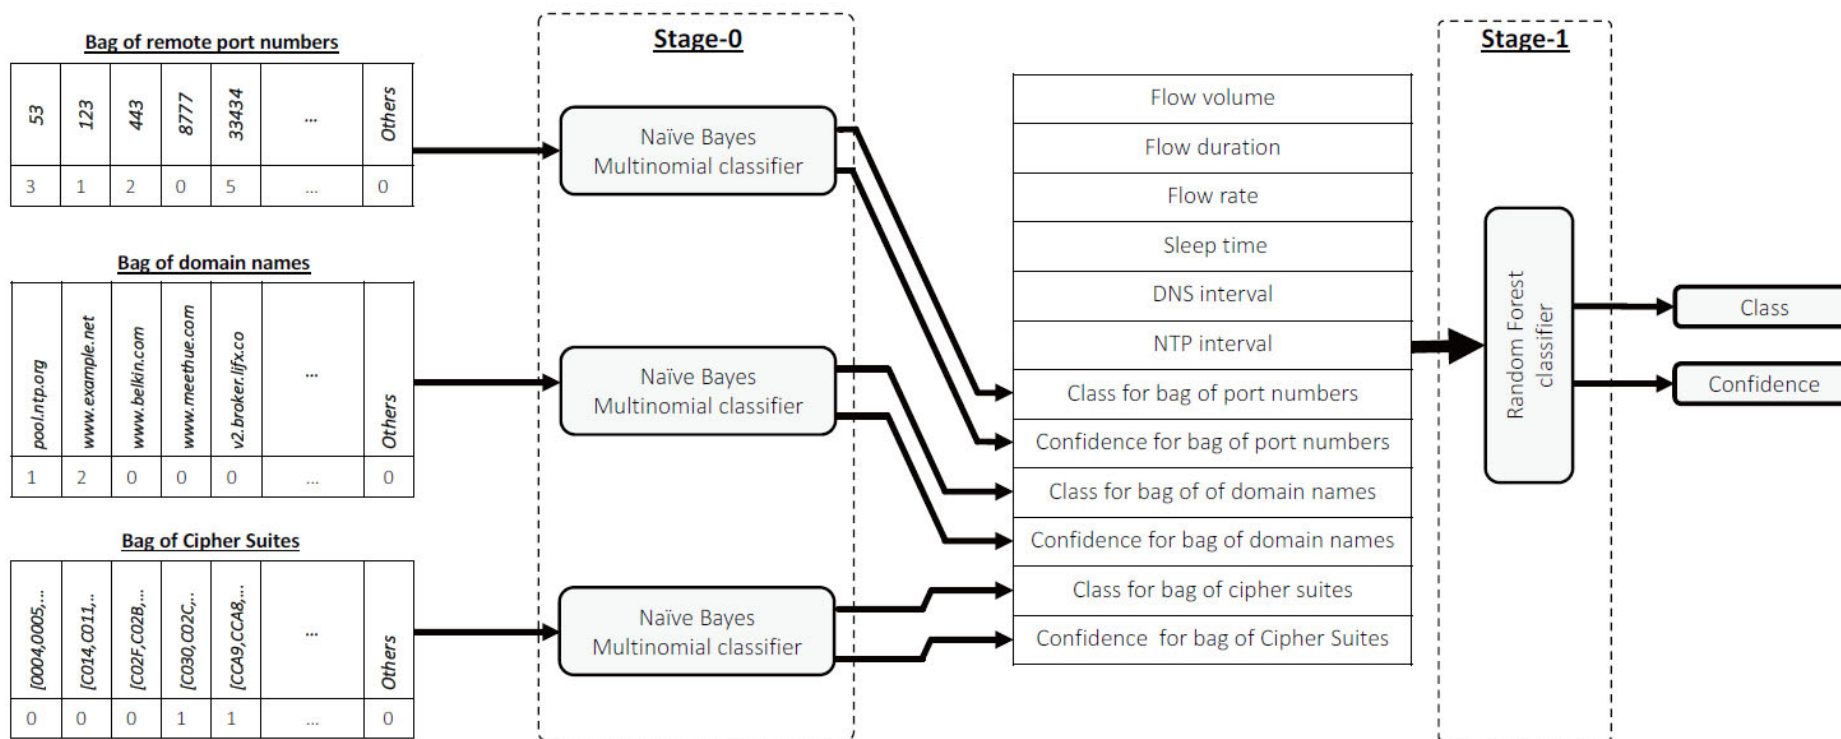 Bag of remote port numbers
53 123 443 8777 33434 ... Others
3 1 2 0 5 ... 0
Bag of domain names
pool.ntp.org www.example.net www.belkin.com www.meethue.com v2.broker.lifx.co ... Others
1 2 0 0 0 ... 0
Bag of Cipher Suites
[0004,0005,... [C014,C011,.. [C02F,C02B,... [C030,C02C,.. [CCA9,CCA8,... ... Others
0 0 0 1 1 ... 0
Stage-0
Naïve Bayes
Multinomial classifier
Naïve Bayes
Multinomial classifier
Naïve Bayes
Multinomial classifier
Flow volume
Flow duration
Flow rate
Sleep time
DNS interval
NTP interval
Class for bag of port numbers
Confidence for bag of port numbers
Class for bag of of domain names
Confidence for bag of domain names
Class for bag of cipher suites
Confidence for bag of Cipher Suites
Stage-1
Random Forest
classifier
Class
Confidence